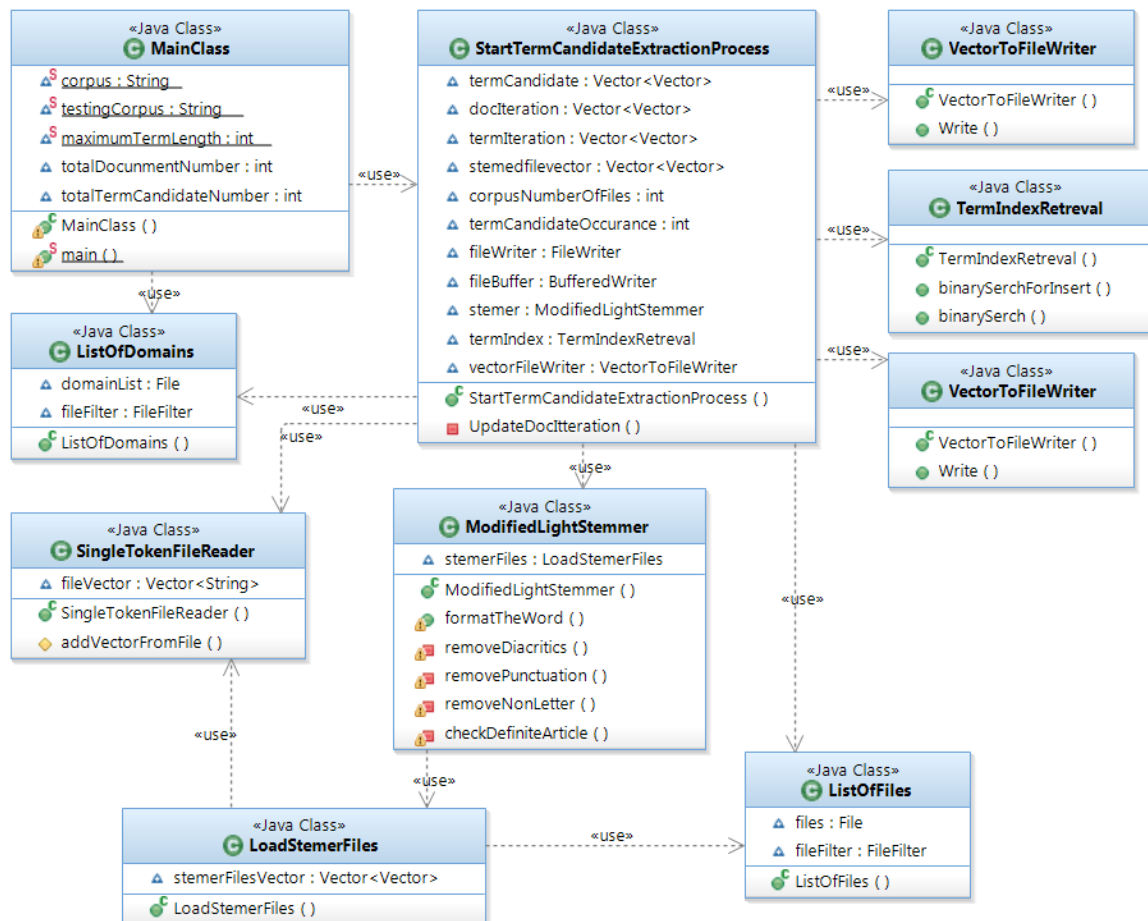 «Java Class»
MainClass
corpus : String
testingCorpus : String
maximumTermLength : int
totalDocunmentNumber : int
totalTermCandidateNumber : int
MainClass ( )
main ( )
«use»
«use»
«Java Class»
StartTermCandidateExtractionProcess
termCandidate : Vector<Vector>
docIteration : Vector<Vector>
termIteration : Vector<Vector>
stemedfilevector : Vector<Vector>
corpusNumberOfFiles : int
termCandidateOccurance : int
fileWriter : FileWriter
fileBuffer : BufferedWriter
stemer : ModifiedLightStemmer
termIndex : TermIndexRetreval
vectorFileWriter : VectorToFileWriter
StartTermCandidateExtractionProcess ( )
UpdateDocItteration ( )
«use»
«use»
«use»
«Java Class»
VectorToFileWriter
VectorToFileWriter ( )
Write ( )
«Java Class»
TermIndexRetreval
TermIndexRetreval ( )
binarySerchForInsert ( )
binarySerch ( )
«Java Class»
VectorToFileWriter
VectorToFileWriter ( )
Write ( )
«Java Class»
ListOfDomains
domainList : File
fileFilter : FileFilter
ListOfDomains ( )
«use»
«use»
«use»
«use»
«Java Class»
SingleTokenFileReader
fileVector : Vector<String>
SingleTokenFileReader ( )
addVectorFromFile ( )
«Java Class»
ModifiedLightStemmer
stemerFiles : LoadStemerFiles
ModifiedLightStemmer ( )
formatTheWord ( )
removeDiacritics ( )
removePunctuation ( )
removeNonLetter ( )
checkDefiniteArticle ( )
«use»
«use»
«use»
«Java Class»
LoadStemerFiles
stemerFilesVector : Vector<Vector>
LoadStemerFiles ( )
«Java Class»
ListOfFiles
files : File
fileFilter : FileFilter
ListOfFiles ( )